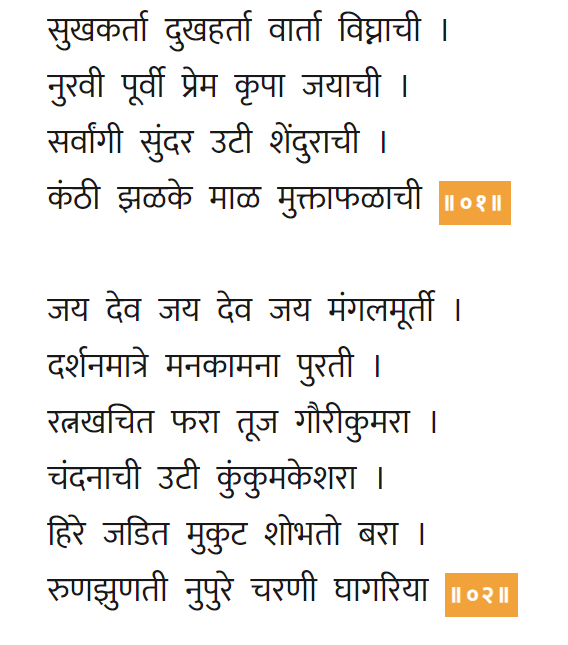 सुखकर्ता दुखहर्ता वार्ता विघ्नाची ।
नुरवी पूर्वी प्रेम कृपा जयाची ।
सर्वांगी सुंदर उटी शेंदुराची ।
कंठी झळके माळ मुक्ताफळाची ॥०१॥
जय देव जय देव जय मंगलमूर्ती ।
दर्शनमात्रे मनकामना पुरती ।
रत्नखचित फरा तूज गौरीकुमरा ।
चंदनाची उटी कुंकुमकेशरा ।
हिरे जडित मुकुट शोभतो बरा ।
रुणझुणती नुपुरे चरणी घागरिया ॥०२॥